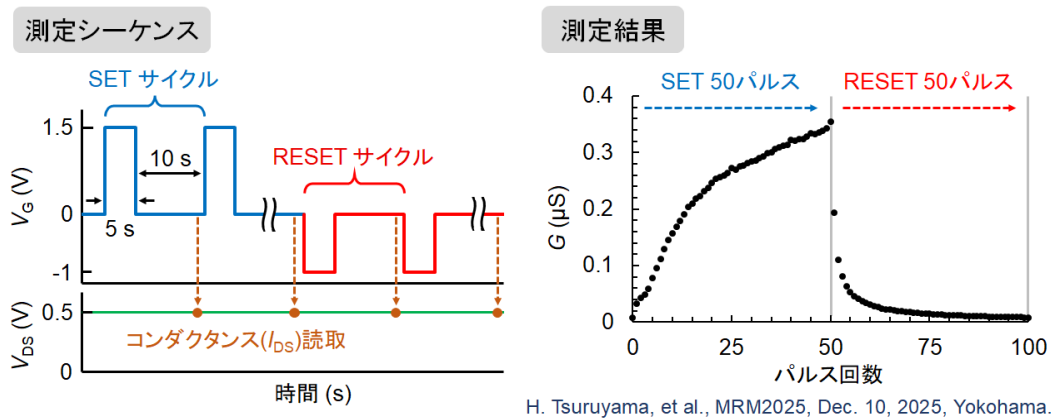 測定シーケンス
SET サイクル
1.5
10 s
RESET サイクル
V_G (V)
0
5 s
-1
0.5
V_DS (V)
コンダクタンス(I_DS)読取
0
時間 (s)
測定結果
SET 50パルス
RESET 50パルス
0.4
0.3
0.2
G (μS)
0.1
0
0
50
100
パルス回数
H. Tsuruyama, et al., MRM2025, Dec. 10, 2025, Yokohama.